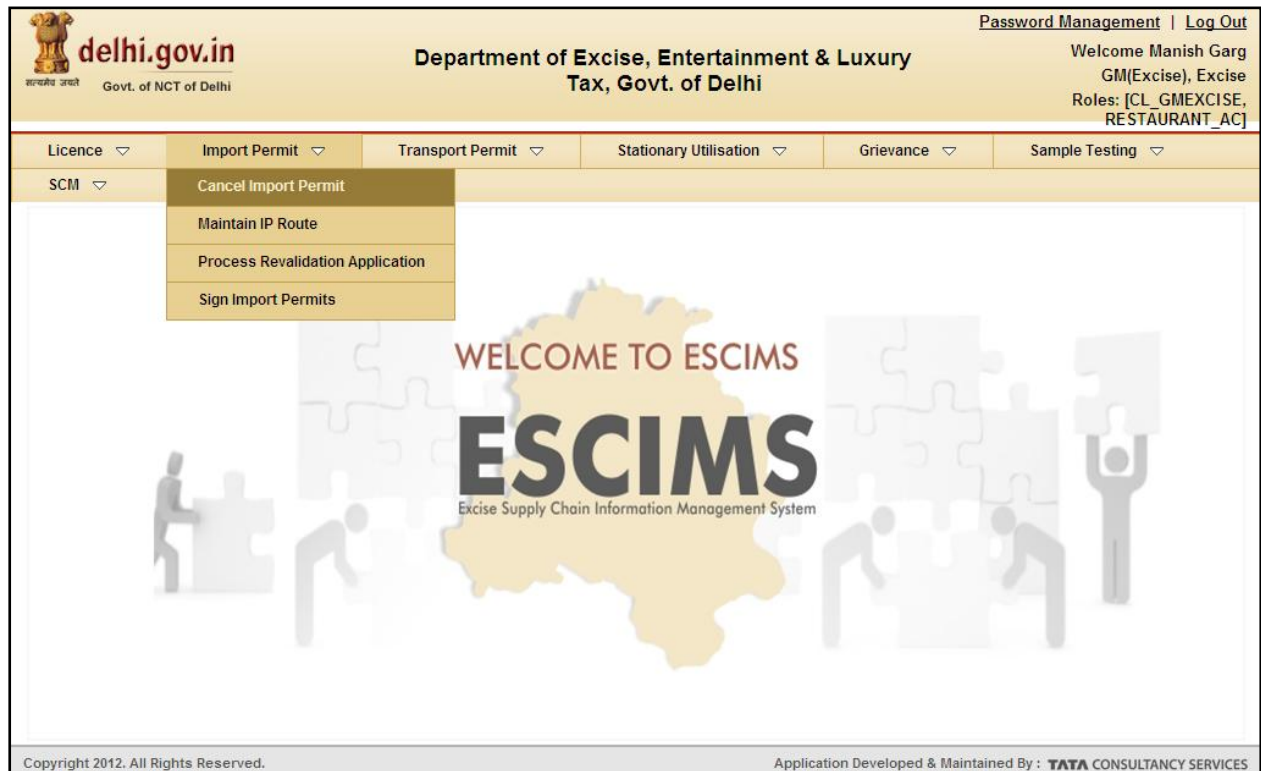 Password Management | Log Out
delhi.gov.in
सत्यमेव जयते
Govt. of NCT of Delhi
Department of Excise, Entertainment & Luxury
Tax, Govt. of Delhi
Welcome Manish Garg
GM(Excise), Excise
Roles: [CL_GMEXCISE,
RESTAURANT_AC]
Licence Import Permit Transport Permit Stationary Utilisation Grievance Sample Testing
SCM
Cancel Import Permit
Maintain IP Route
Process Revalidation Application
Sign Import Permits
WELCOME TO ESCIMS
ESCIMS
Excise Supply Chain Information Management System
Copyright 2012. All Rights Reserved. Application Developed & Maintained By : TATA CONSULTANCY SERVICES